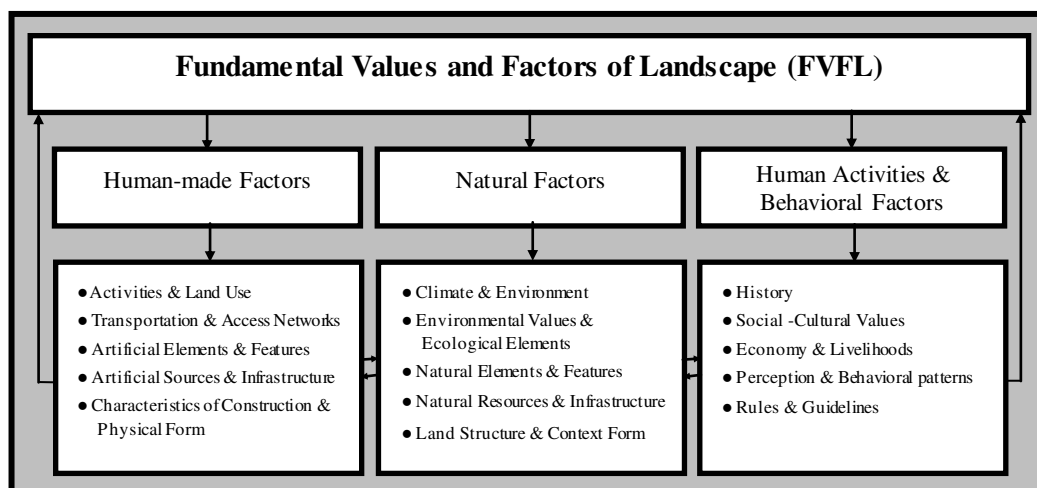 Fundamental Values and Factors of Landscape (FVFL)
Human-made Factors
Natural Factors
Human Activities &
Behavioral Factors
● Activities & Land Use
● Transportation & Access Networks
● Artificial Elements & Features
● Artificial Sources & Infrastructure
● Characteristics of Construction &
Physical Form
● Climate & Environment
● Environmental Values &
Ecological Elements
● Natural Elements & Features
● Natural Resources & Infrastructure
● Land Structure & Context Form
● History
● Social -Cultural Values
● Economy & Livelihoods
● Perception & Behavioral patterns
● Rules & Guidelines